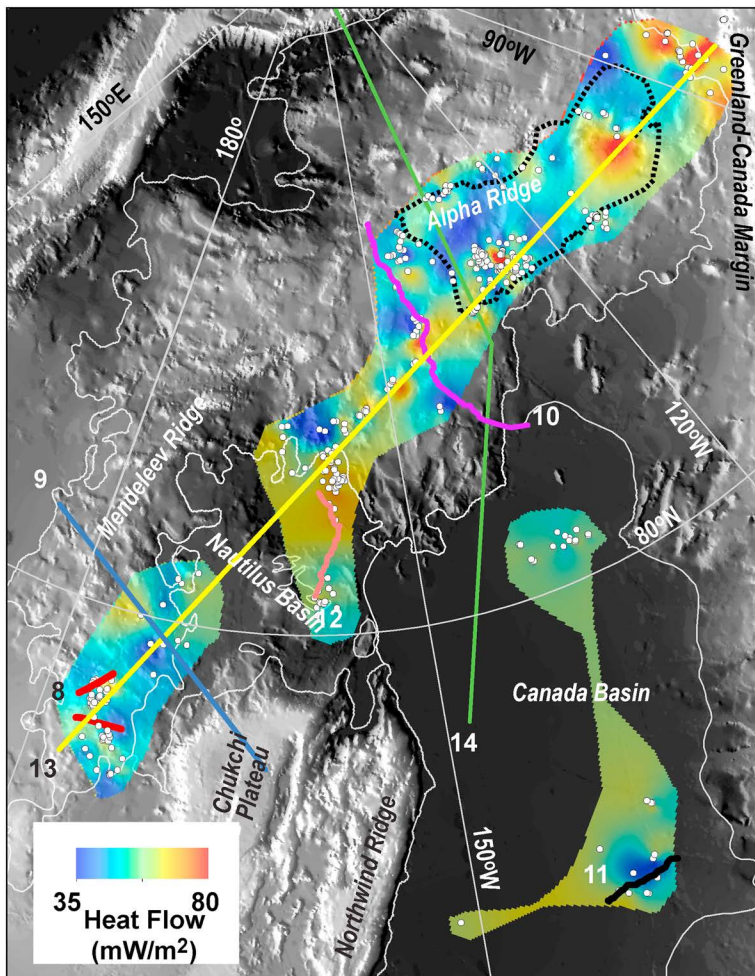 90°W
Greenland-Canada Margin
150°E
180°
Alpha Ridge
10
120°W
9
Mendeleev Ridge
80°N
Nautilus Basin
12
8
Canada Basin
13
14
Chukchi
Plateau
Northwind Ridge
150°W
11
35
80
Heat Flow
(mW/m²)